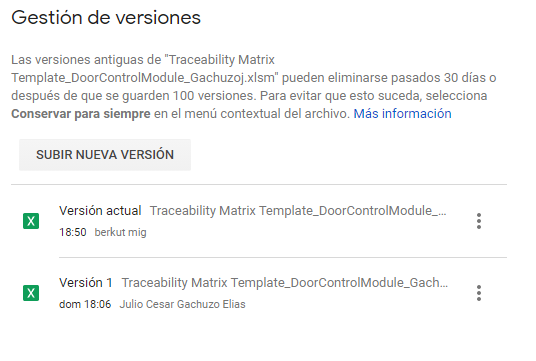 Gestión de versiones
Las versiones antiguas de "Traceability Matrix
Template_DoorControlModule_Gachuzoj.xlsm" pueden eliminarse pasados 30 días o
después de que se guarden 100 versiones. Para evitar que esto suceda, selecciona
Conservar para siempre en el menú contextual del archivo. Más información
SUBIR NUEVA VERSIÓN
Versión actual Traceability Matrix Template_DoorControlModule_...
18:50 berkut mig
Versión 1 Traceability Matrix Template_DoorControlModule_Gach...
dom 18:06 Julio Cesar Gachuzo Elias